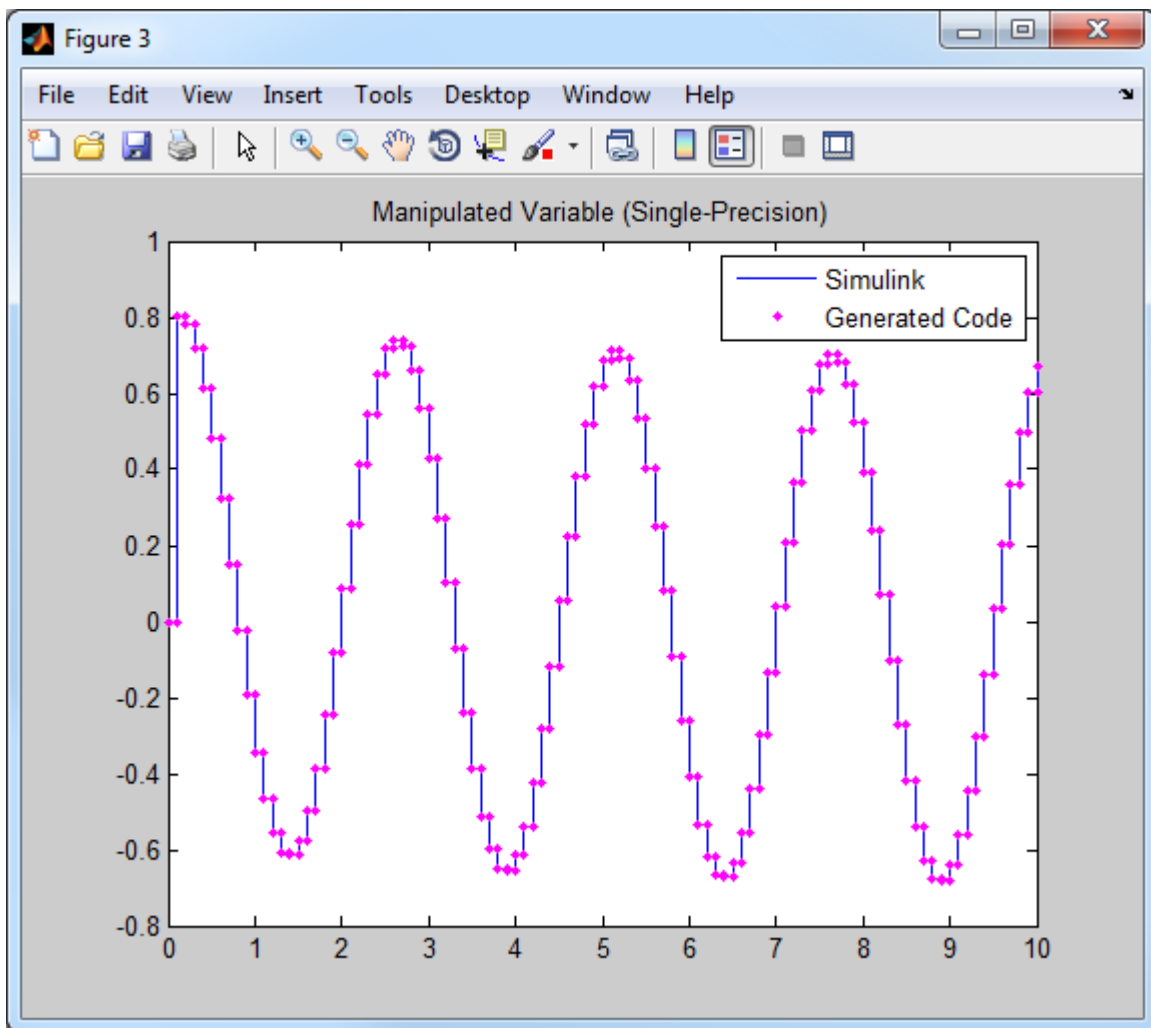 Figure 3
File Edit View Insert Tools Desktop Window Help
Manipulated Variable (Single-Precision)
1
0.8
0.6
0.4
0.2
0
-0.2
-0.4
-0.6
-0.8
0 1 2 3 4 5 6 7 8 9 10
Simulink
Generated Code